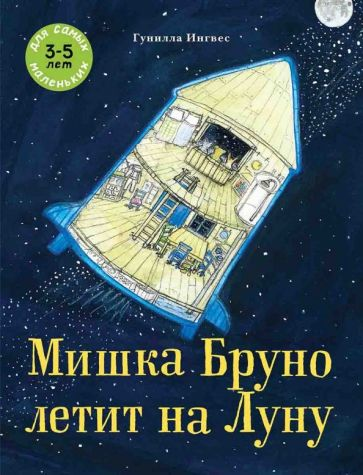 Гунилла Ингвес
для самых
3-5
лет
маленьких
Мишка Бруно
летит на Луну